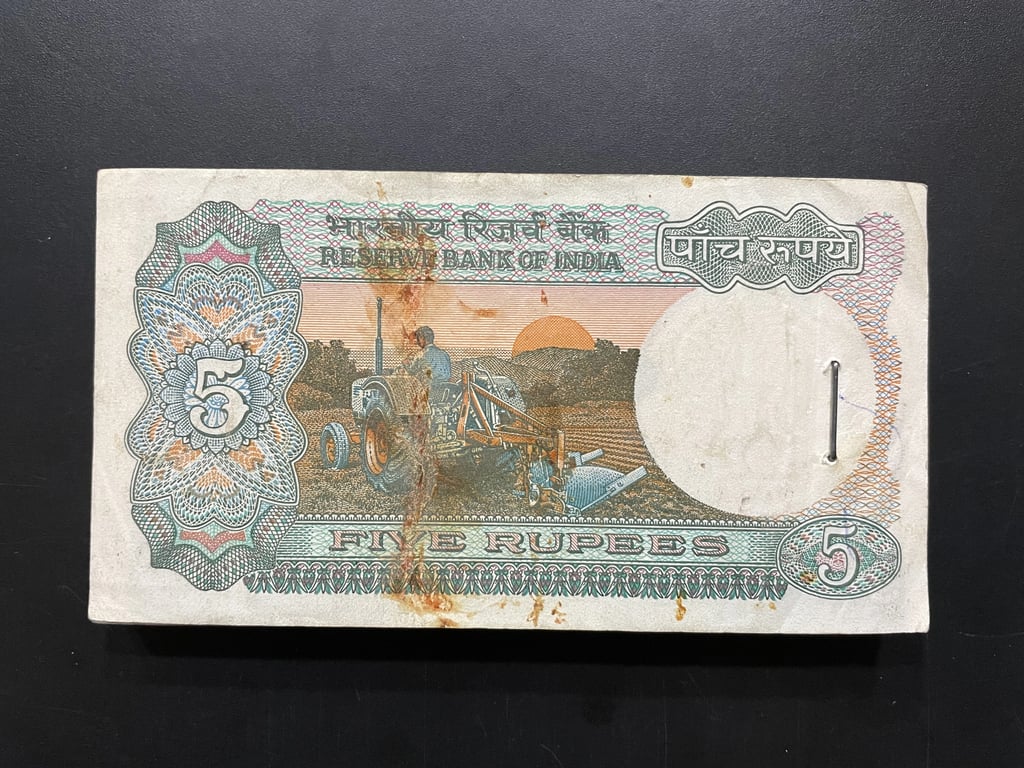 भारतीय रिज़र्व बैंक
RESERVE BANK OF INDIA
पाँच रुपये
5
FIVE RUPEES
5